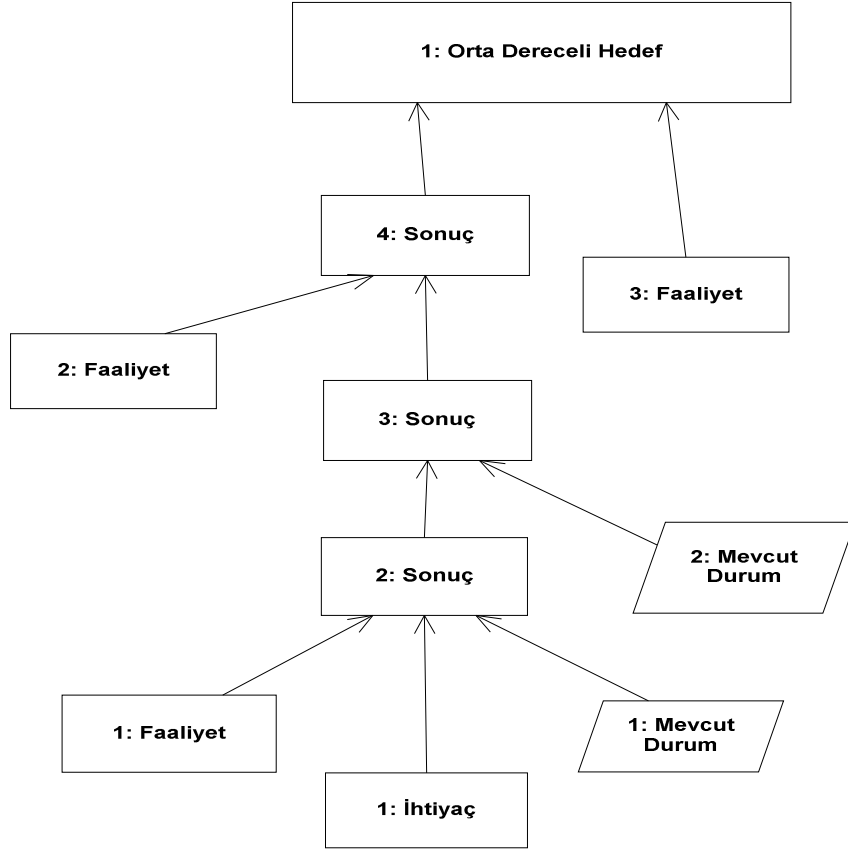 1: Orta Dereceli Hedef
4: Sonuç
3: Faaliyet
2: Faaliyet
3: Sonuç
2: Mevcut
Durum
2: Sonuç
1: Faaliyet
1: Mevcut
Durum
1: İhtiyaç